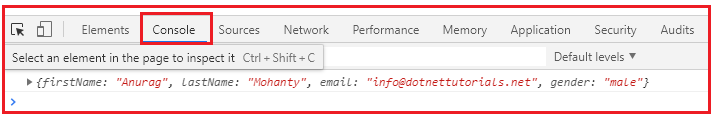 Elements Console Sources Network Performance Memory Application Security Audits
Select an element in the page to inspect it Ctrl + Shift + C Default levels ▼
▶ {firstName: "Anurag", lastName: "Mohanty", email: "info@dotnettutorials.net", gender: "male"}
>